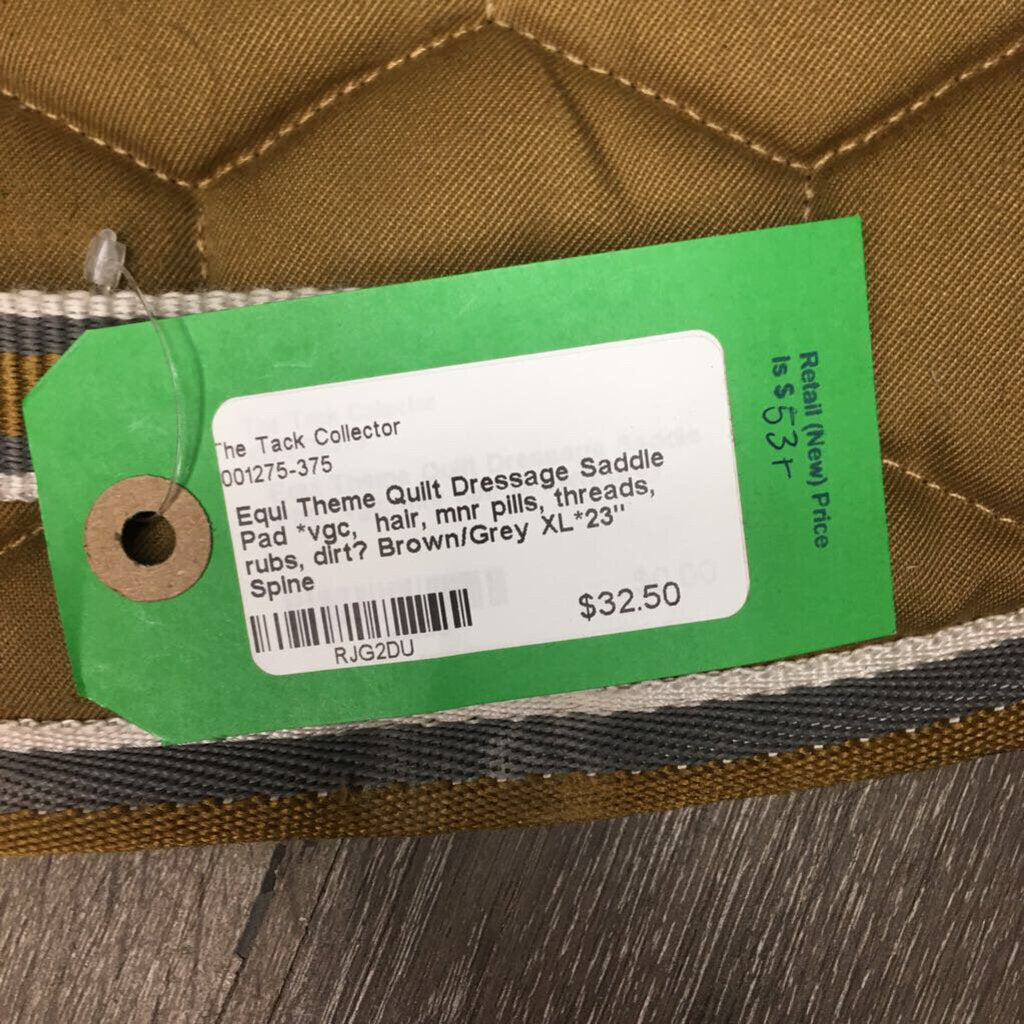 The Tack Collector
001275-375
Equi Theme Quilt Dressage Saddle
Pad *vgc, hair, mnr pills, threads,
rubs, dirt? Brown/Grey XL*23"
Spine
$32.50
RJG2DU
Retail (New) Price
Is $ 53+